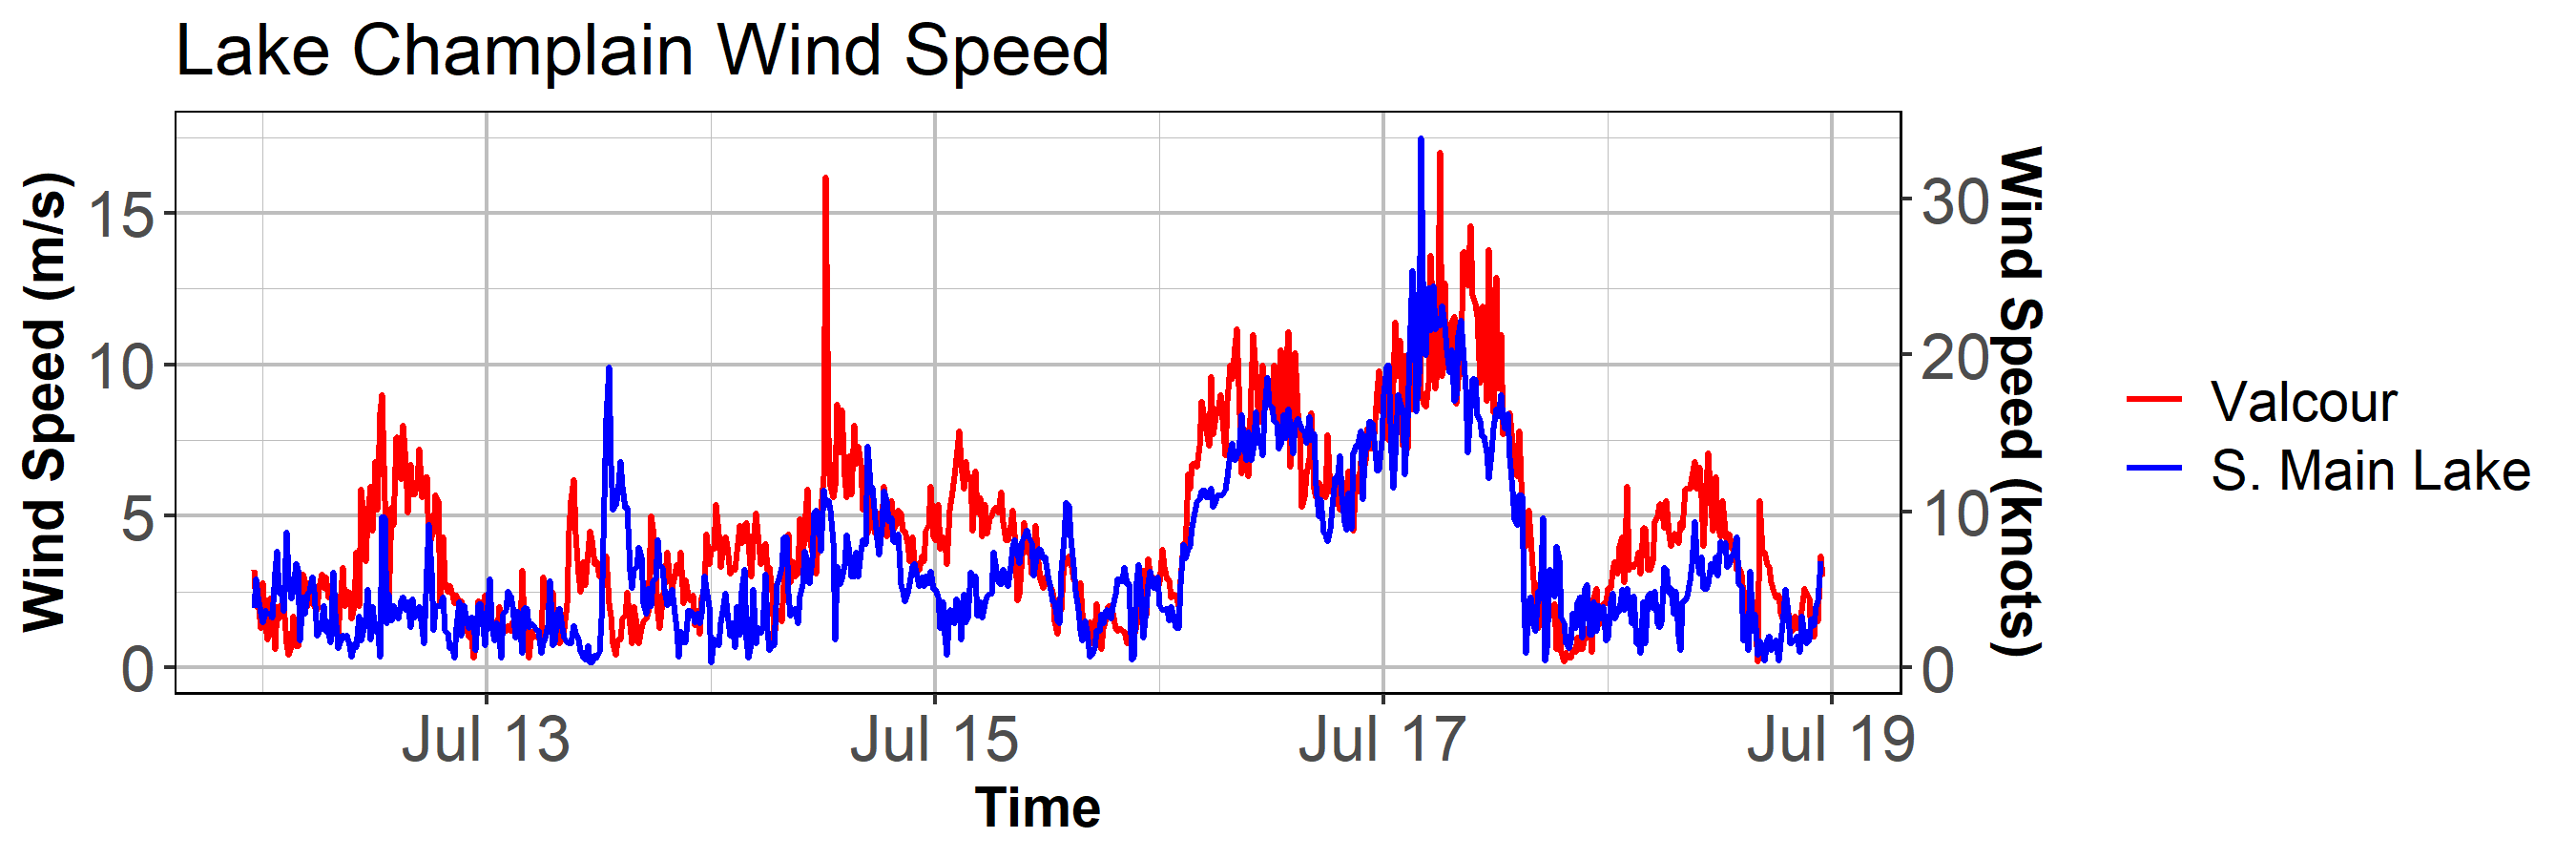 Lake Champlain Wind Speed
Wind Speed (m/s)
15
10
5
0
30
20
10
0
Wind Speed (knots)
Jul 13
Jul 15
Jul 17
Jul 19
Time
Valcour
S. Main Lake